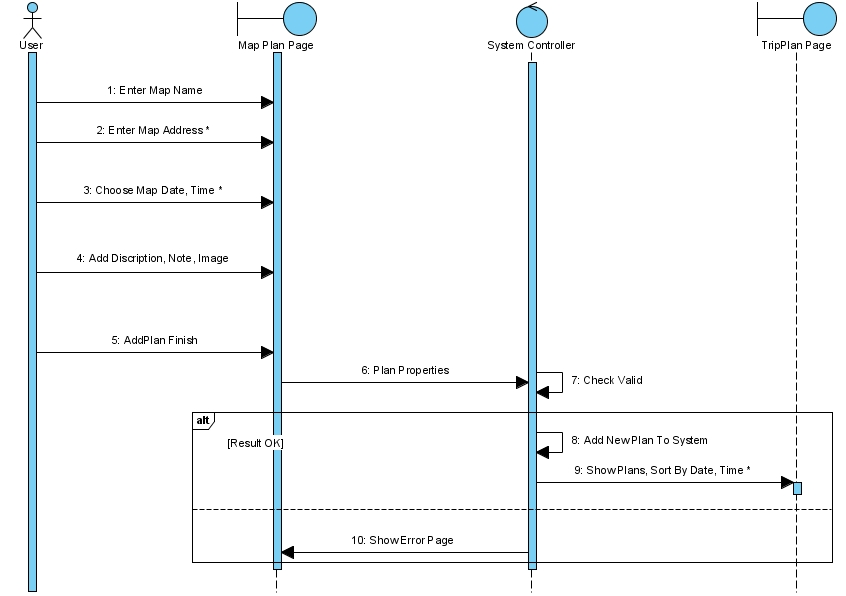 User
Map Plan Page
System Controller
TripPlan Page
1: Enter Map Name
2: Enter Map Address *
3: Choose Map Date, Time *
4: Add Discription, Note, Image
5: AddPlan Finish
6: Plan Properties
7: Check Valid
alt
[Result OK]
8: Add NewPlan To System
9: ShowPlans, Sort By Date, Time *
10: ShowError Page